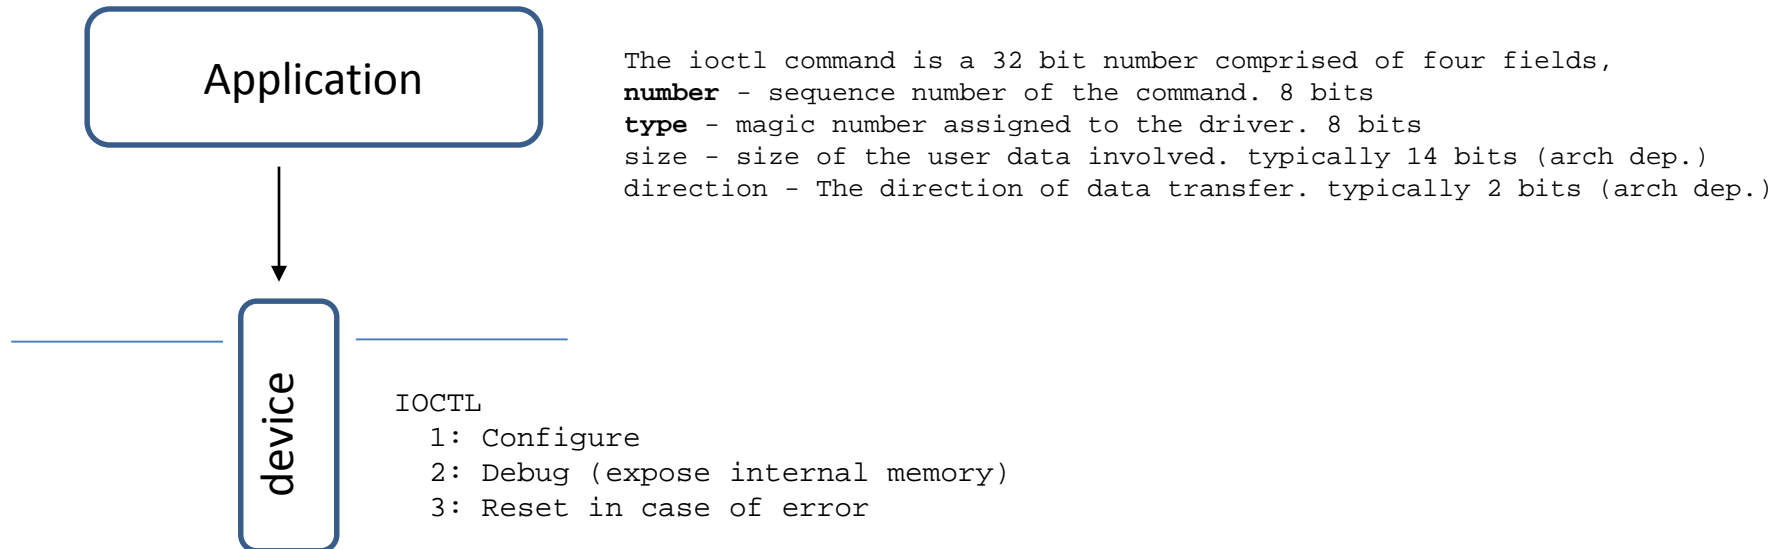 Application
The ioctl command is a 32 bit number comprised of four fields,
number - sequence number of the command. 8 bits
type - magic number assigned to the driver. 8 bits
size - size of the user data involved. typically 14 bits (arch dep.)
direction - The direction of data transfer. typically 2 bits (arch dep.)
device
IOCTL
1: Configure
2: Debug (expose internal memory)
3: Reset in case of error